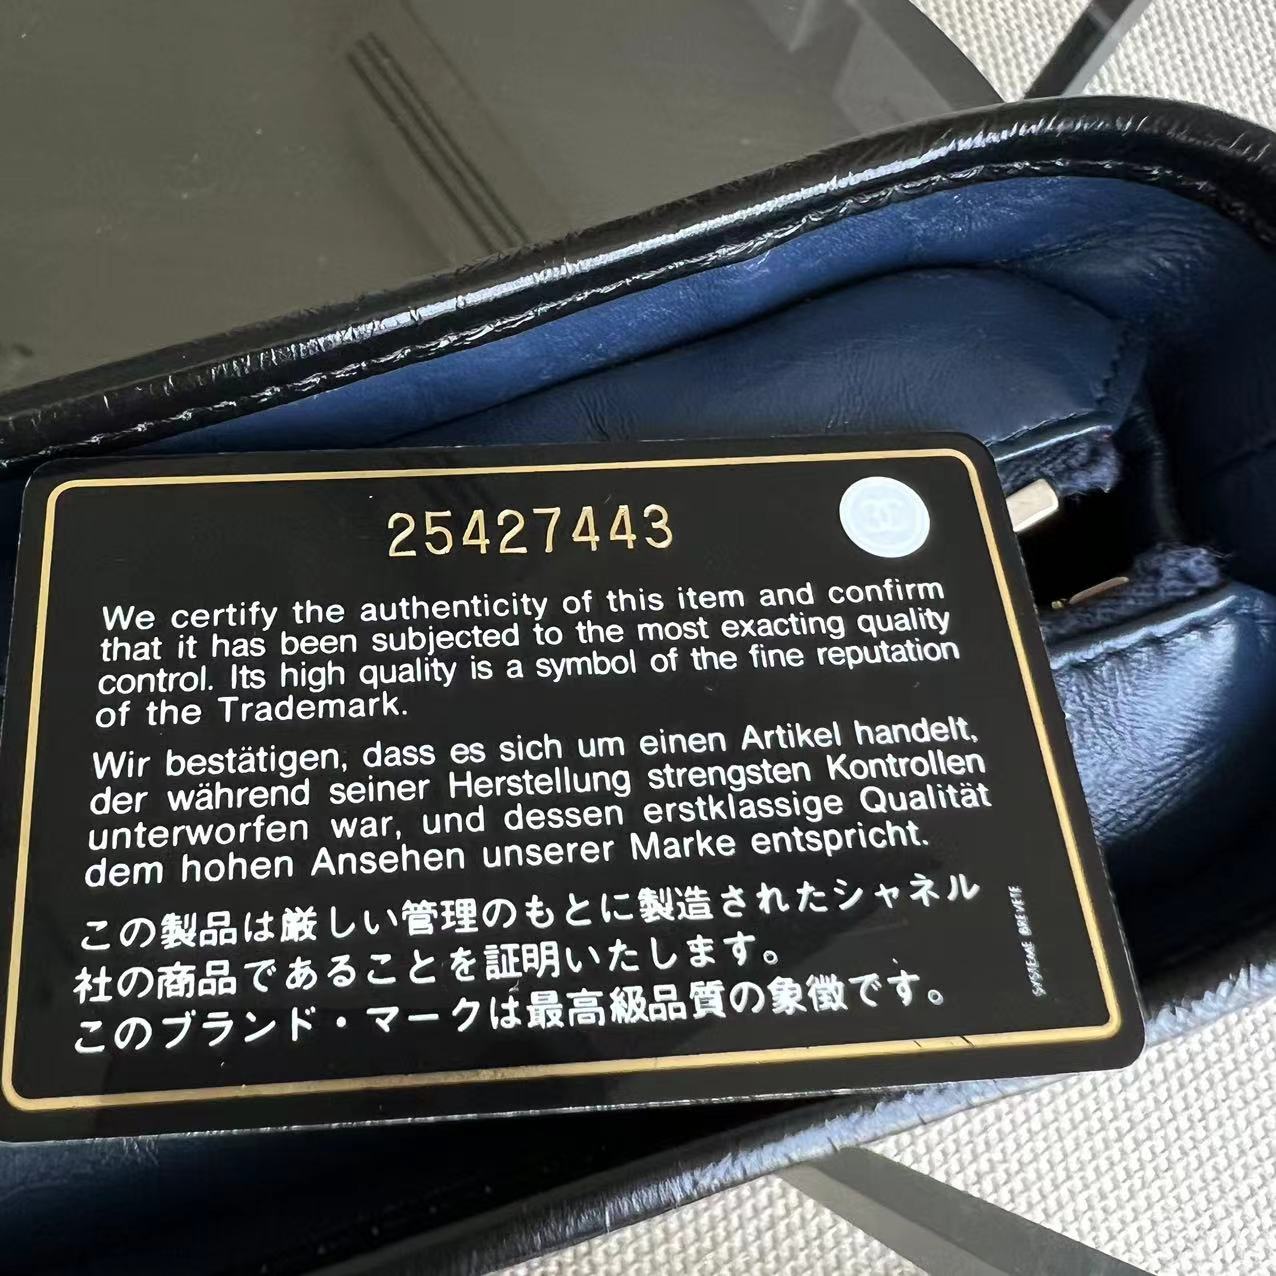 25427443
We certify the authenticity of this item and confirm
that it has been subjected to the most exacting quality
control. Its high quality is a symbol of the fine reputation
of the Trademark.
Wir bestätigen, dass es sich um einen Artikel handelt,
der während seiner Herstellung strengsten Kontrollen
unterworfen war, und dessen erstklassige Qualität
dem hohen Ansehen unserer Marke entspricht.
この製品は厳しい管理のもとに製造されたシャネル
社の商品であることを証明いたします。
このブランド・マークは最高級品質の象徴です。
SYSTEME BREVETE